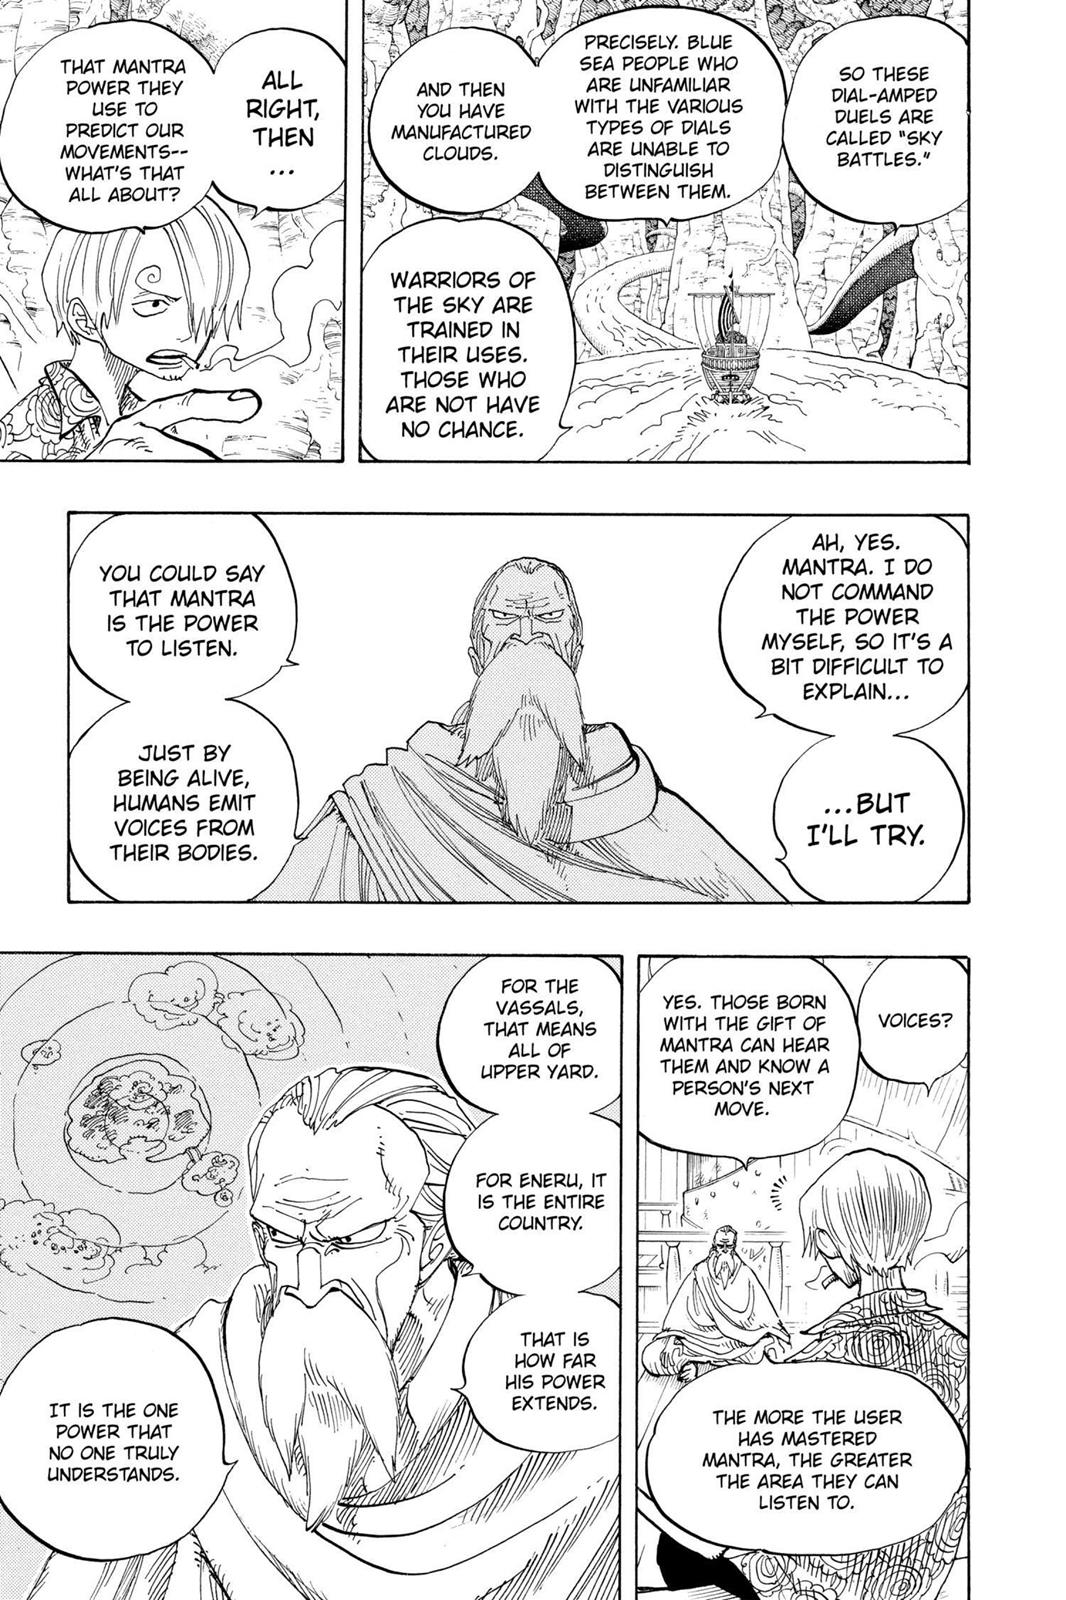 SO THESE
DIAL-AMPED
DUELS ARE
CALLED "SKY
BATTLES."
PRECISELY. BLUE
SEA PEOPLE WHO
ARE UNFAMILIAR
WITH THE VARIOUS
TYPES OF DIALS
ARE UNABLE TO
DISTINGUISH
BETWEEN THEM.
AND THEN
YOU HAVE
MANUFACTURED
CLOUDS.
WARRIORS OF
THE SKY ARE
TRAINED IN
THEIR USES.
THOSE WHO
ARE NOT HAVE
NO CHANCE.
ALL
RIGHT,
THEN
...
THAT MANTRA
POWER THEY
USE TO
PREDICT OUR
MOVEMENTS--
WHAT'S THAT
ALL ABOUT?
AH, YES.
MANTRA. I DO
NOT COMMAND
THE POWER
MYSELF, SO IT'S A
BIT DIFFICULT TO
EXPLAIN...
...BUT
I'LL TRY.
YOU COULD SAY
THAT MANTRA
IS THE POWER
TO LISTEN.
JUST BY
BEING ALIVE,
HUMANS EMIT
VOICES FROM
THEIR BODIES.
VOICES?
YES. THOSE BORN
WITH THE GIFT OF
MANTRA CAN HEAR
THEM AND KNOW A
PERSON'S NEXT
MOVE.
THE MORE THE USER
HAS MASTERED
MANTRA, THE GREATER
THE AREA THEY CAN
LISTEN TO.
FOR THE
VASSALS,
THAT MEANS
ALL OF
UPPER YARD.
FOR ENERU, IT
IS THE ENTIRE
COUNTRY.
THAT IS
HOW FAR
HIS POWER
EXTENDS.
IT IS THE ONE
POWER THAT
NO ONE TRULY
UNDERSTANDS.